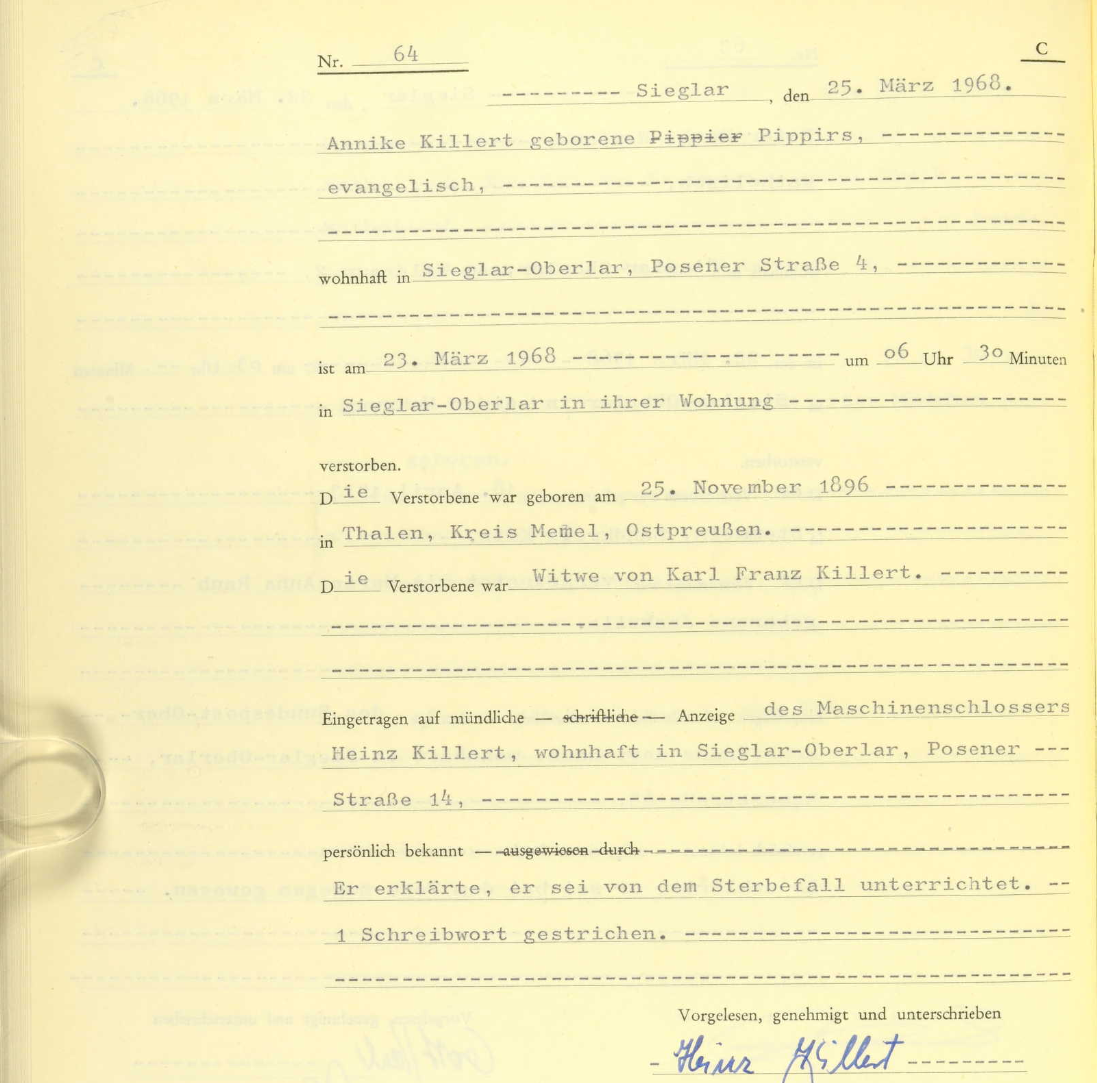 Nr. 64 C
--------- Sieglar, den 25. März 1968.
Annike Killert geborene ~~Pippier~~ Pippirs, -------------
evangelisch, ---------------------------------------
---------------------------------------------------
wohnhaft in Sieglar-Oberlar, Posener Straße 4, ------------
---------------------------------------------------
ist am 23. März 1968 -------------------- um 06 Uhr 30 Minuten
in Sieglar-Oberlar in ihrer Wohnung --------------------
verstorben.
Die Verstorbene war geboren am 25. November 1896 -------------
in Thalen, Kreis Memel, Ostpreußen. ---------------------
Die Verstorbene war Witwe von Karl Franz Killert. -----------
---------------------------------------------------
---------------------------------------------------
Eingetragen auf mündliche — ~~schriftliche~~ — Anzeige des Maschinenschlossers
Heinz Killert, wohnhaft in Sieglar-Oberlar, Posener ---
Straße 14, -----------------------------------------
persönlich bekannt — ~~ausgewiesen durch~~ ------------------------------
Er erklärte, er sei von dem Sterbefall unterrichtet. --
1 Schreibwort gestrichen. ---------------------------
---------------------------------------------------
Vorgelesen, genehmigt und unterschrieben
- Heinz Killert ---------